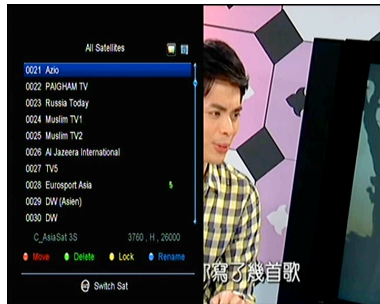 All Satellites
0021 Azio
0022 PAIGHAM TV
0023 Russia Today
0024 Muslim TV1
0025 Muslim TV2
0026 Al Jazeera International
0027 TV5
0028 Eurosport Asia
0029 DW (Asien)
0030 DW
C_AsiaSat 3S 3760 , H , 26000
Move Delete Lock Rename
Switch Sat
寫了幾首歌